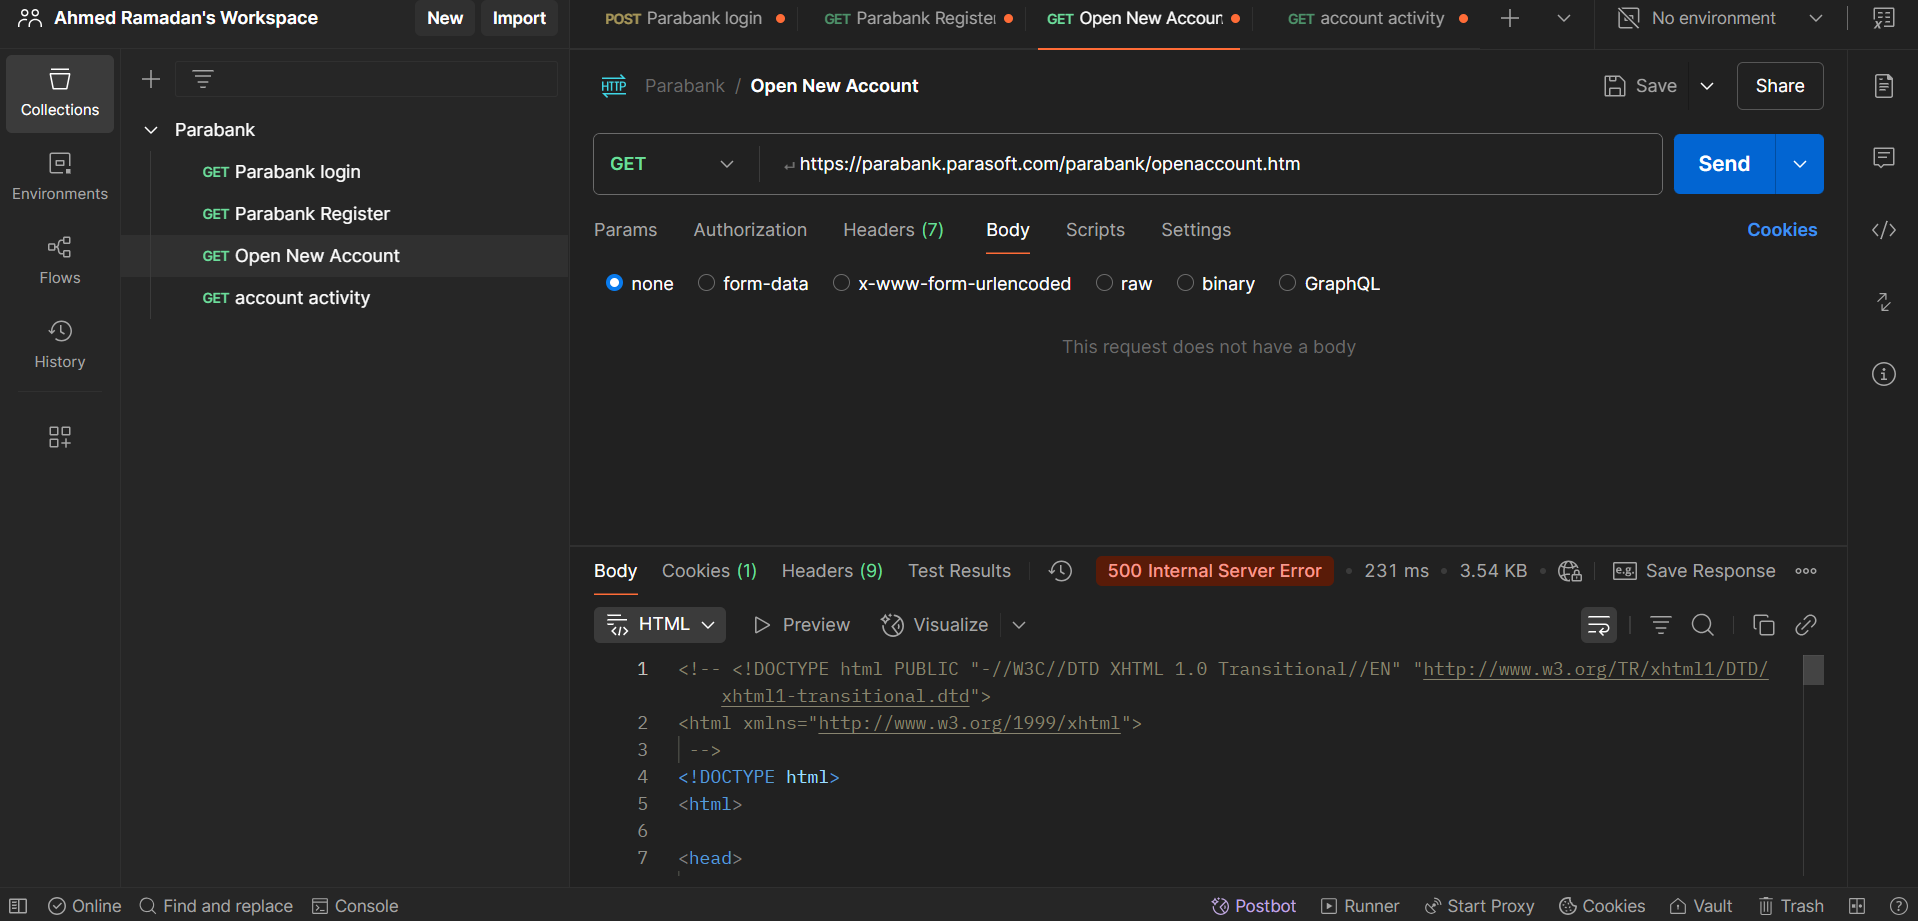 Ahmed Ramadan's Workspace New Import
POST Parabank login GET Parabank Register GET Open New Accoun GET account activity No environment
Collections
Environments
Flows
History
Parabank
GET Parabank login
GET Parabank Register
GET Open New Account
GET account activity
HTTP Parabank / Open New Account Save Share
GET https://parabank.parasoft.com/parabank/openaccount.htm Send
Params Authorization Headers (7) Body Scripts Settings Cookies
none form-data x-www-form-urlencoded raw binary GraphQL
This request does not have a body
Body Cookies (1) Headers (9) Test Results 500 Internal Server Error • 231 ms • 3.54 KB • e.g. Save Response
HTML Preview Visualize
1 <!-- <!DOCTYPE html PUBLIC "-//W3C//DTD XHTML 1.0 Transitional//EN" "http://www.w3.org/TR/xhtml1/DTD/
xhtml1-transitional.dtd">
2 <html xmlns="http://www.w3.org/1999/xhtml">
3 -->
4 <!DOCTYPE html>
5 <html>
6
7 <head>
Online Find and replace Console Postbot Runner Start Proxy Cookies Vault Trash